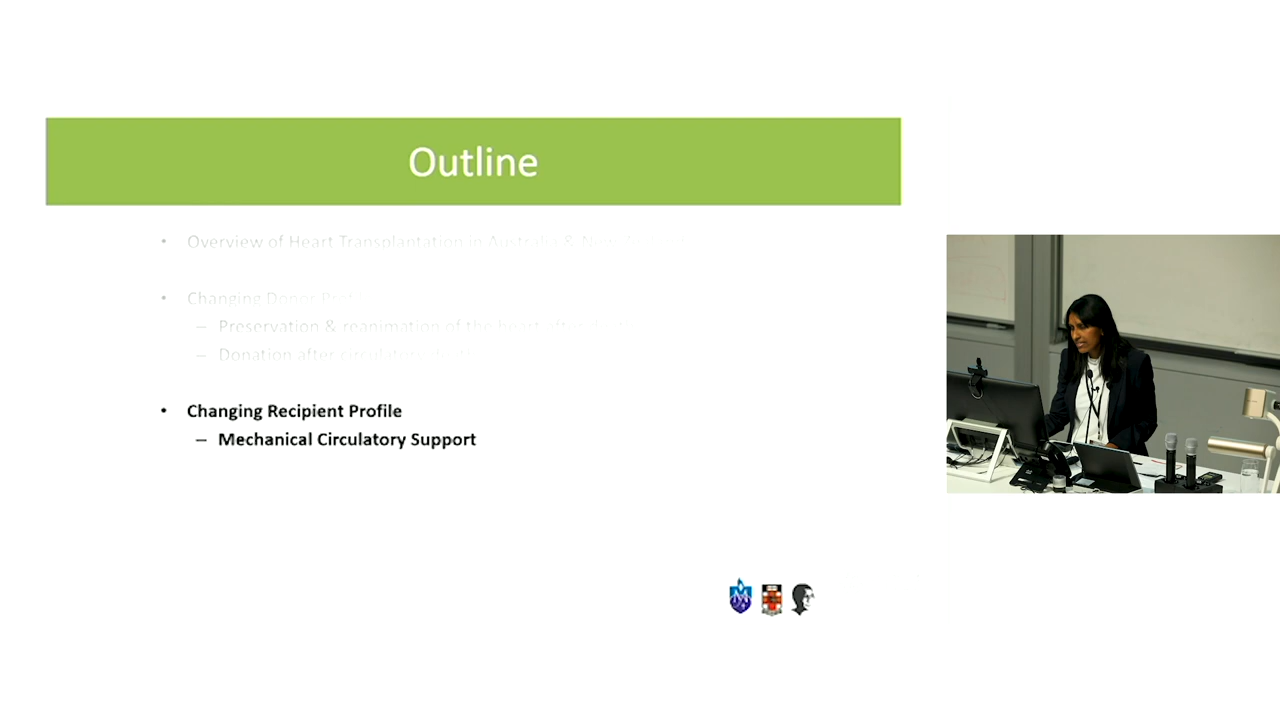 Outline
• Overview of Heart Transplantation in Australia & New
• Changing Donor
– Preservation & reanimation of the heart after
– Donation after circulatory death
• Changing Recipient Profile
– Mechanical Circulatory Support